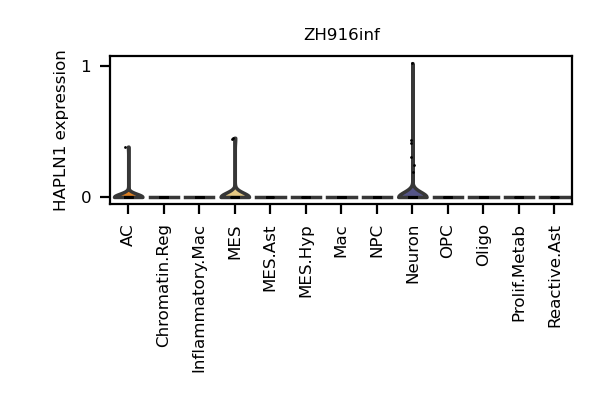 ZH916inf
HAPLN1 expression
1
0
AC
Chromatin.Reg
Inflammatory.Mac
MES
MES.Ast
MES.Hyp
Mac
NPC
Neuron
OPC
Oligo
Prolif.Metab
Reactive.Ast